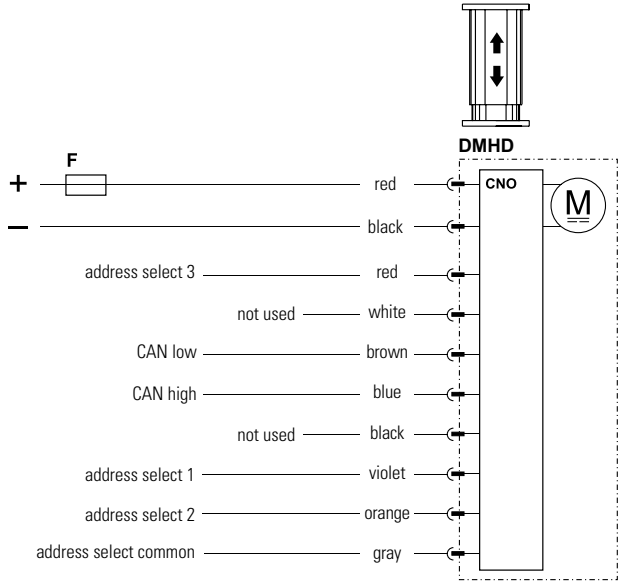 DMHD
F
+ red CNO
M
− black
address select 3 red
not used white
CAN low brown
CAN high blue
not used black
address select 1 violet
address select 2 orange
address select common gray